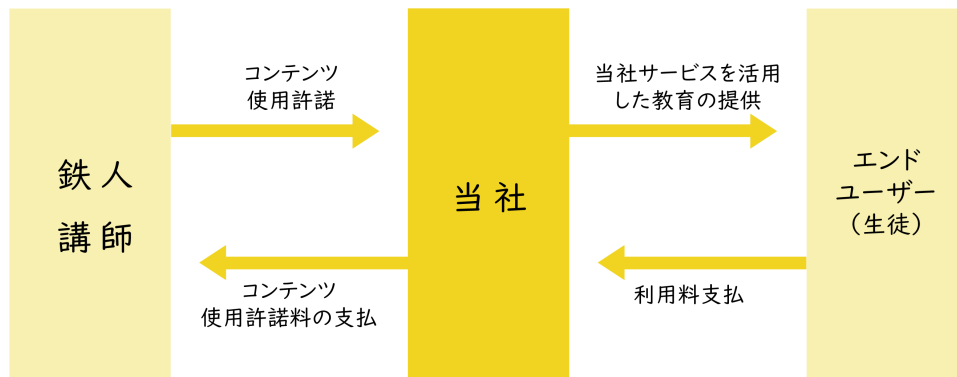 鉄人
講師
コンテンツ
使用許諾
コンテンツ
使用許諾料の支払
当社
当社サービスを活用
した教育の提供
利用料支払
エンド
ユーザー
（生徒）